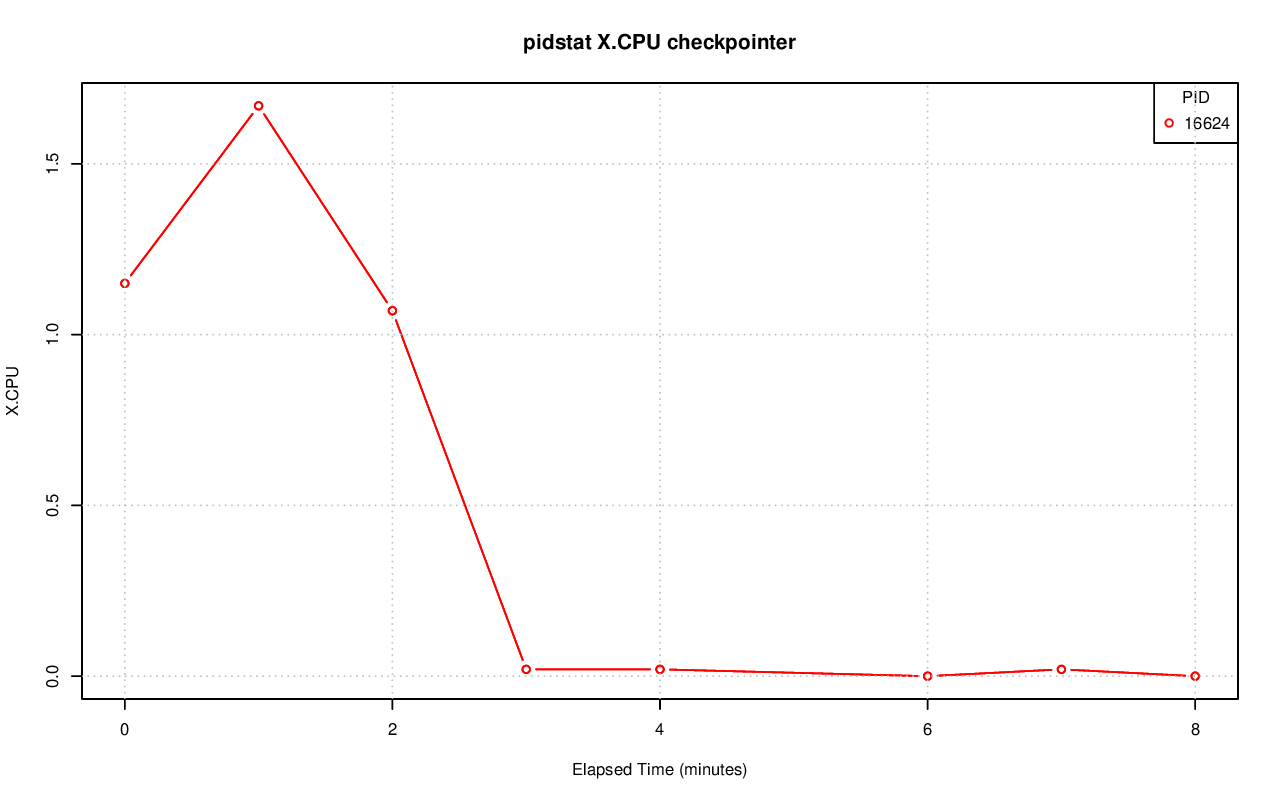 pidstat X.CPU checkpointer
PID
16624
X.CPU
1.5
1.0
0.5
0.0
0 2 4 6 8
Elapsed Time (minutes)